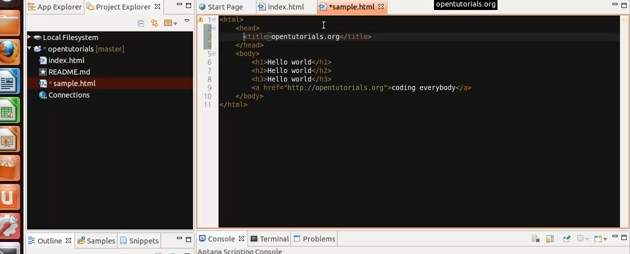 opentutorials.org
App Explorer Project Explorer
Start Page index.html *sample.html
Local Filesystem
opentutorials [master]
index.html
README.md
* sample.html
Connections
1 <html>
2 <head>
3 <title>opentutorials.org</title>
4 </head>
5 <body>
6 <h1>Hello world</h1>
7 <h2>Hello world</h2>
8 <h3>Hello world</h3>
9 <a href="http://opentutorials.org">coding everybody</a>
10 </body>
11 </html>
Outline Samples Snippets
Console Terminal Problems
Aptana Scripting Console